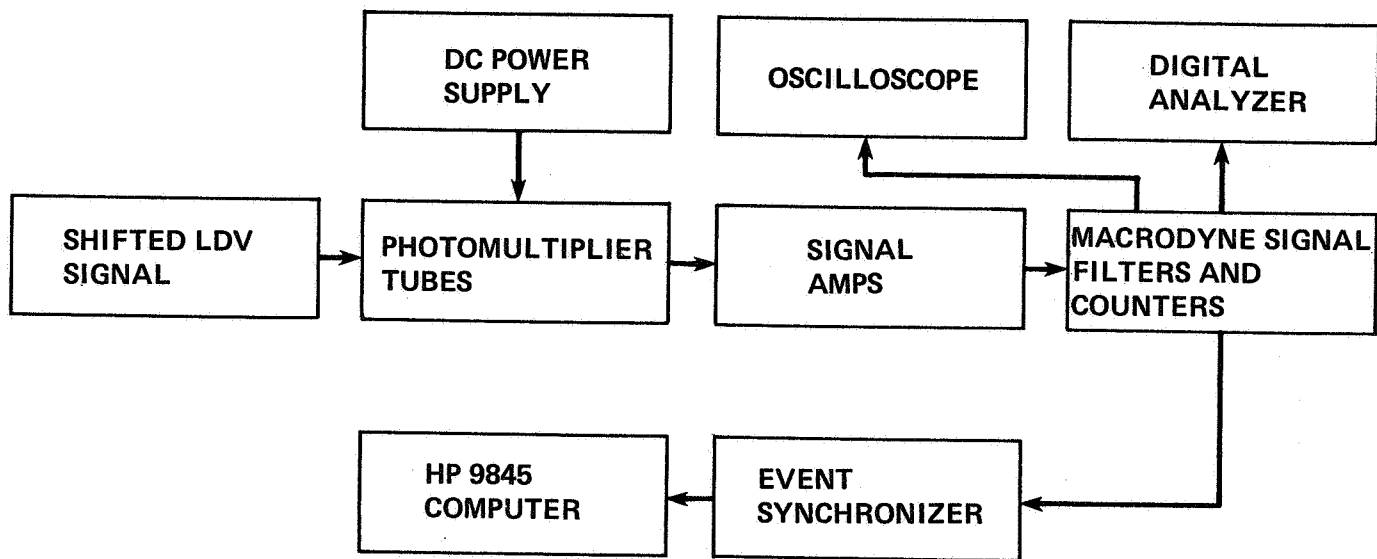 DC POWER
SUPPLY
OSCILLOSCOPE
DIGITAL
ANALYZER
SHIFTED LDV
SIGNAL
PHOTOMULTIPLIER
TUBES
SIGNAL
AMPS
MACRODYNE SIGNAL
FILTERS AND
COUNTERS
HP 9845
COMPUTER
EVENT
SYNCHRONIZER